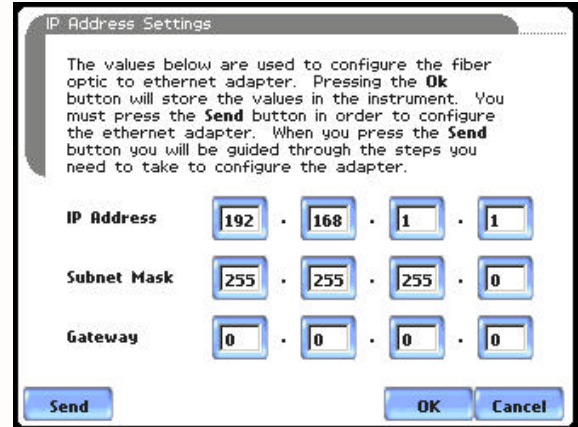 IP Address Settings
The values below are used to configure the fiber
optic to ethernet adapter. Pressing the Ok
button will store the values in the instrument. You
must press the Send button in order to configure
the ethernet adapter. When you press the Send
button you will be guided through the steps you
need to take to configure the adapter.
IP Address 192 . 168 . 1 . 1
Subnet Mask 255 . 255 . 255 . 0
Gateway 0 . 0 . 0 . 0
Send OK Cancel